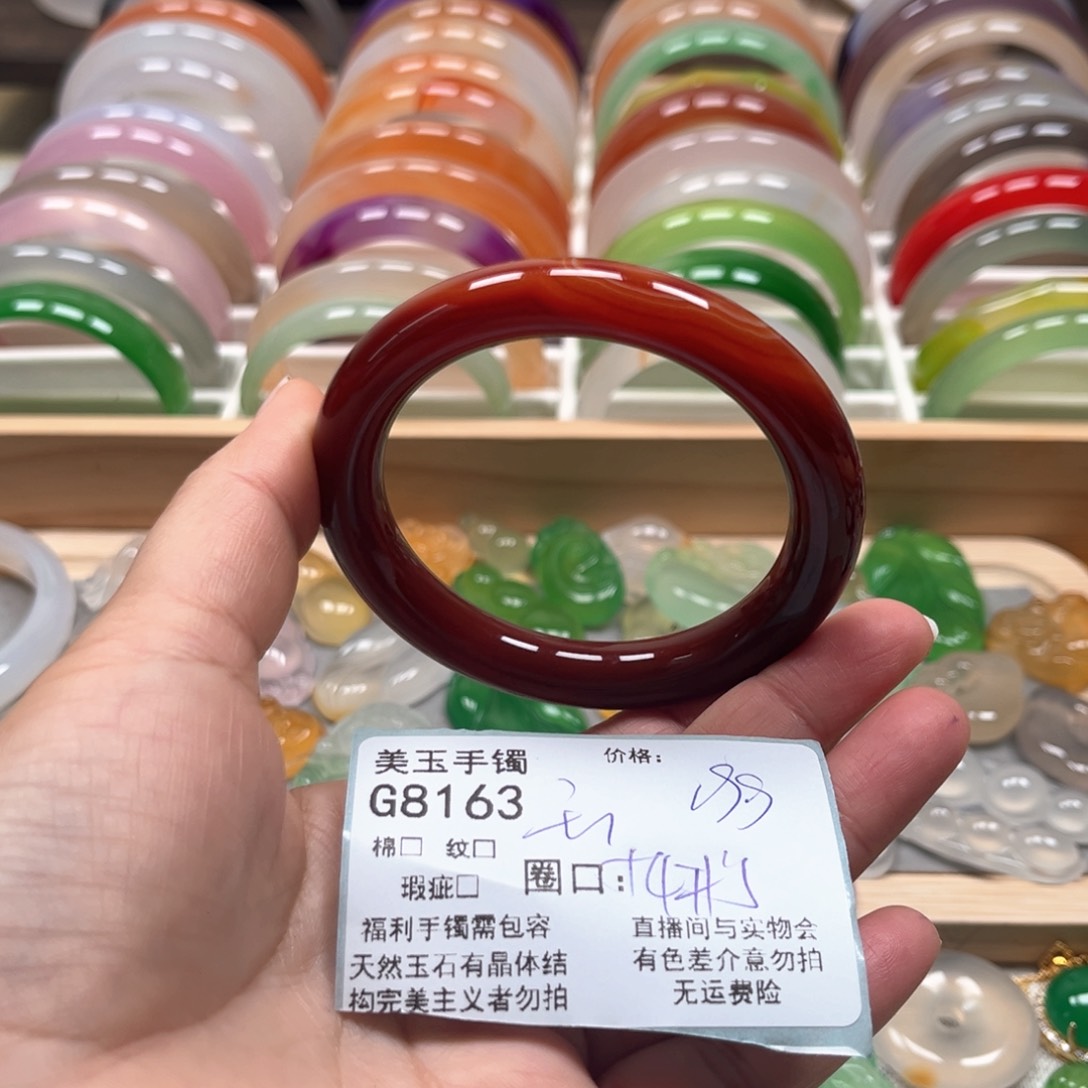 美玉手镯 价格：
G8163
棉□ 纹□
瑕疵□ 圈口：
福利手镯需包容
天然玉石有晶体结
构完美主义者勿拍
直播间与实物会
有色差介意勿拍
无运费险